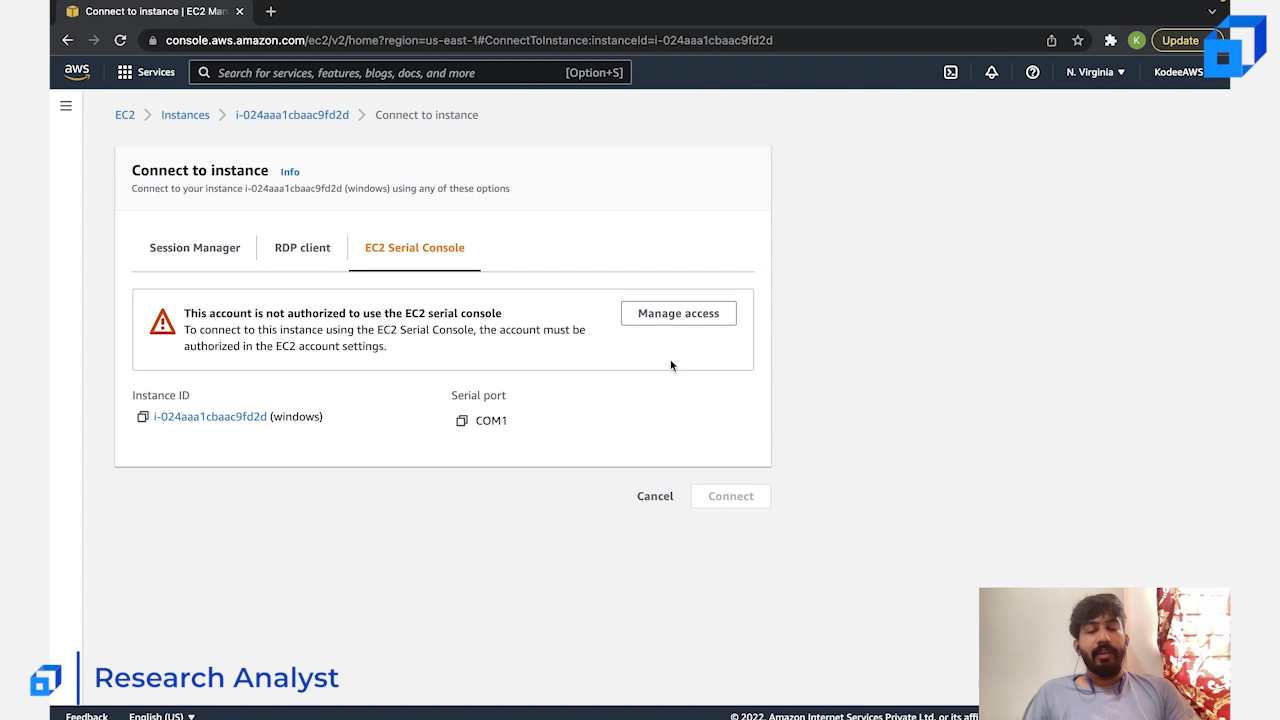 Connect to instance | EC2 Man
console.aws.amazon.com/ec2/v2/home?region=us-east-1#ConnectToInstance:instanceId=i-024aaa1cbaac9fd2d
K
Update
aws
Services
Search for services, features, blogs, docs, and more
[Option+S]
N. Virginia
KodeeAWS
EC2
Instances
i-024aaa1cbaac9fd2d
Connect to instance
Connect to instance
Info
Connect to your instance i-024aaa1cbaac9fd2d (windows) using any of these options
Session Manager
RDP client
EC2 Serial Console
This account is not authorized to use the EC2 serial console
To connect to this instance using the EC2 Serial Console, the account must be
authorized in the EC2 account settings.
Manage access
Instance ID
i-024aaa1cbaac9fd2d (windows)
Serial port
COM1
Cancel
Connect
Research Analyst
Feedback
English (US)
© 2022, Amazon Internet Services Private Ltd. or its affi